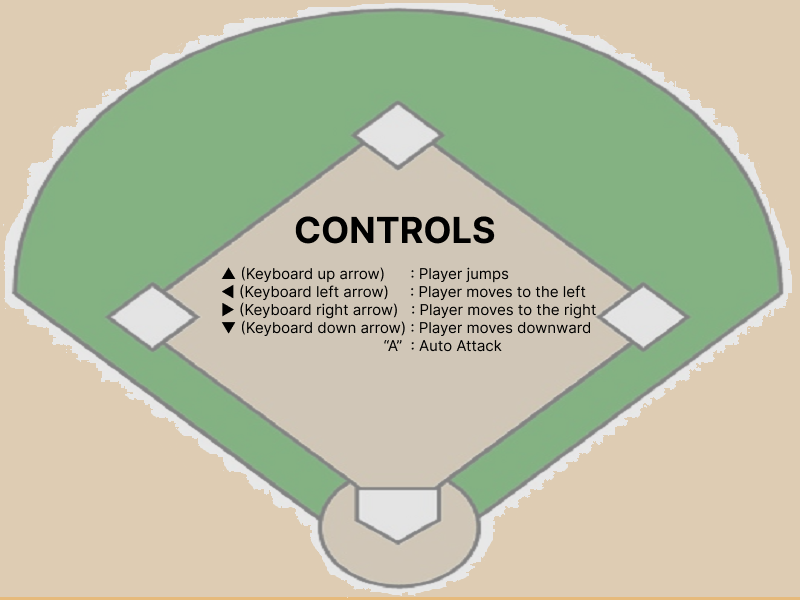 CONTROLS
▲ (Keyboard up arrow) : Player jumps
◀ (Keyboard left arrow) : Player moves to the left
▶ (Keyboard right arrow) : Player moves to the right
▼ (Keyboard down arrow) : Player moves downward
“A” : Auto Attack